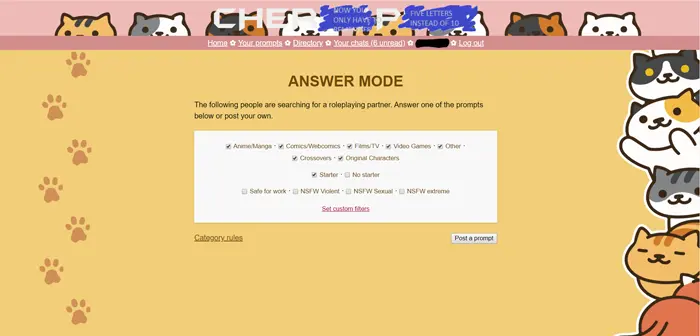 CHER P
NOW YOU
ONLY HAVE
FIVE LETTERS
INSTEAD OF 10
Home ✿ Your prompts ✿ Directory ✿ Your chats (6 unread) ✿ ✿ Log out
ANSWER MODE
The following people are searching for a roleplaying partner. Answer one of the prompts
below or post your own.
Anime/Manga · Comics/Webcomics · Films/TV · Video Games · Other ·
Crossovers · Original Characters
Starter · No starter
Safe for work · NSFW Violent · NSFW Sexual · NSFW extreme
Set custom filters
Category rules
Post a prompt